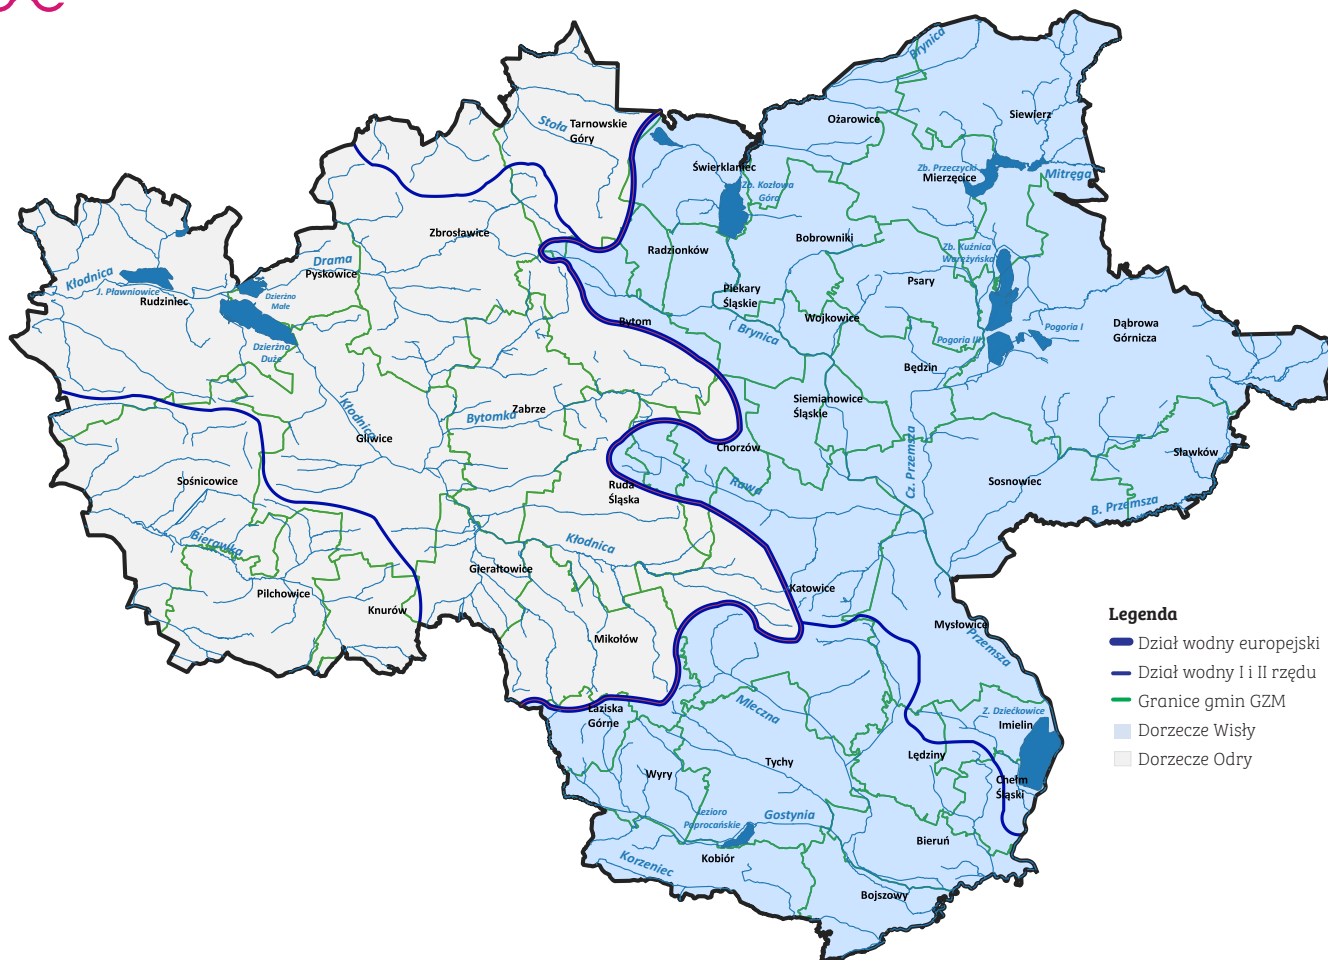 Brynica
Stoła
Tarnowskie
Góry
Ożarowice
Siewierz
Świerklaniec
Zb. Kozłowa
Góra
Zb. Przeczycki
Mierzęcice
Mitręga
Zbrosławice
Radzionków
Bobrowniki
Zb. Kuźnica
Warężyńska
Drama
Pyskowice
Kłodnica
J. Pławniowice
Rudziniec
Dzierżno
Małe
Dzierżno
Duże
Psary
Piekary
Śląskie
Wojkowice
Bytom
Brynica
Pogoria I
Pogoria III
Dąbrowa
Górnicza
Będzin
Siemianowice
Śląskie
Kłodnica
Gliwice
Bytomka
Zabrze
Chorzów
Cz. Przemsza
Sławków
Sośnicowice
Ruda
Śląska
Rawa
Sosnowiec
B. Przemsza
Bierawka
Kłodnica
Gierałtowice
Pilchowice
Knurów
Katowice
Mikołów
Mysłowice
Przemsza
Łaziska
Górne
Mleczna
Z. Dziećkowice
Imielin
Wyry
Tychy
Lędziny
Chełm
Śląski
Jezioro
Paprocańskie
Gostynia
Kobiór
Korzeniec
Bieruń
Bojszowy
Legenda
Dział wodny europejski
Dział wodny I i II rzędu
Granice gmin GZM
Dorzecze Wisły
Dorzecze Odry